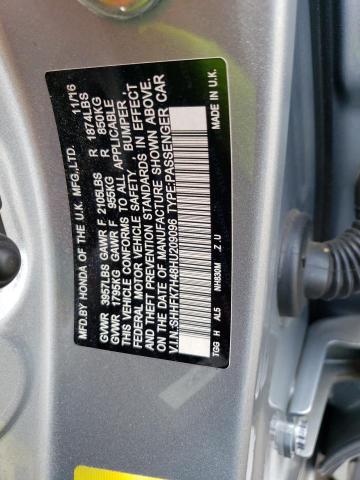 MFD.BY HONDA OF THE U.K. MFG.,LTD. 11/16
GVWR 3957LBS GAWR F 2105LBS R 1874LBS
GVWR 1795KG GAWR F 955KG R 850KG
THIS VEHICLE CONFORMS TO ALL APPLICABLE
FEDERAL MOTOR VEHICLE SAFETY, BUMPER,
AND THEFT PREVENTION STANDARDS IN EFFECT
ON THE DATE OF MANUFACTURE SHOWN ABOVE.
V.I.N.:SHHFK7H48HU209096 TYPE:PASSENGER CAR
MADE IN U.K.
TGG H AL5 NH830M .Z U